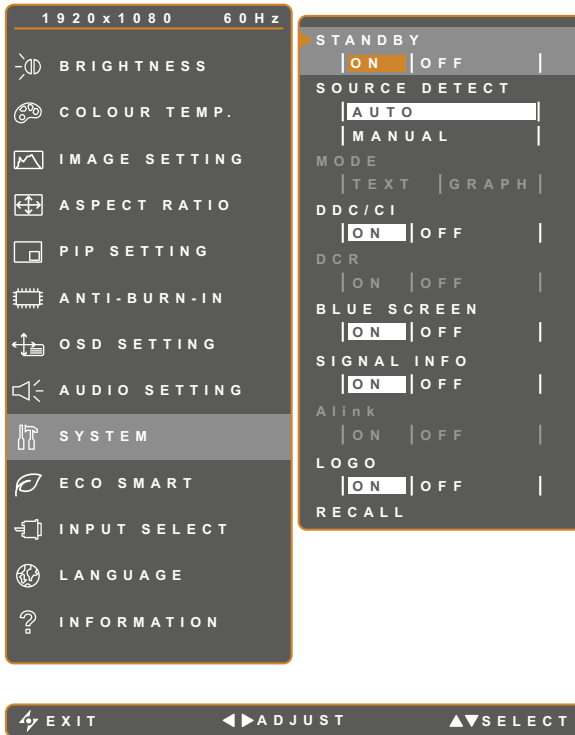 1920x1080 60Hz
BRIGHTNESS
COLOUR TEMP.
IMAGE SETTING
ASPECT RATIO
PIP SETTING
ANTI-BURN-IN
OSD SETTING
AUDIO SETTING
SYSTEM
ECO SMART
INPUT SELECT
LANGUAGE
INFORMATION
STANDBY
ON OFF
SOURCE DETECT
AUTO
MANUAL
MODE
TEXT GRAPH
DDC/CI
ON OFF
DCR
ON OFF
BLUE SCREEN
ON OFF
SIGNAL INFO
ON OFF
Alink
ON OFF
LOGO
ON OFF
RECALL
EXIT ADJUST SELECT